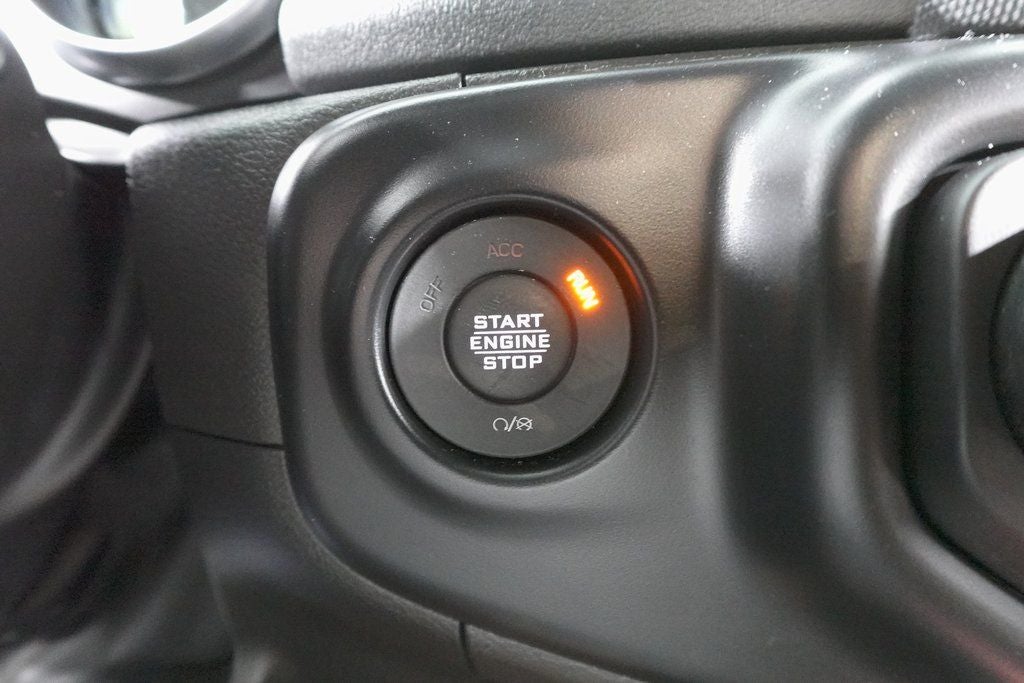 ACC
OFF
RUN
START
ENGINE
STOP